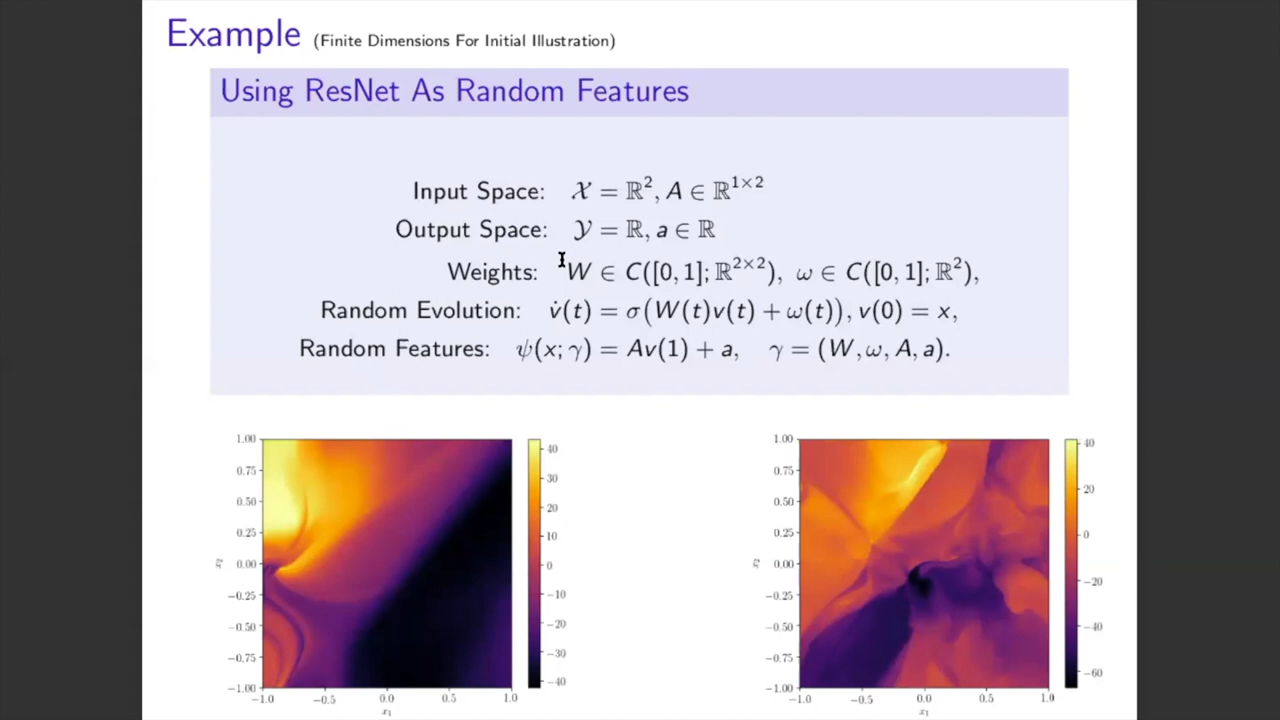 Example (Finite Dimensions For Initial Illustration)
Using ResNet As Random Features
Input Space: 𝒳 = ℝ², A ∈ ℝ^{1×2}
Output Space: 𝒴 = ℝ, a ∈ ℝ
Weights: W ∈ C([0, 1]; ℝ^{2×2}), ω ∈ C([0, 1]; ℝ²),
Random Evolution: v̇(t) = σ(W(t)v(t) + ω(t)), v(0) = x,
Random Features: ψ(x; γ) = Av(1) + a, γ = (W, ω, A, a).
1.00
0.75
0.50
0.25
0.00
−0.25
−0.50
−0.75
−1.00
x₂
−1.0 −0.5 0.0 0.5 1.0
x₁
40
30
20
10
0
−10
−20
−30
−40
1.00
0.75
0.50
0.25
0.00
−0.25
−0.50
−0.75
−1.00
x₂
−1.0 −0.5 0.0 0.5 1.0
x₁
40
20
0
−20
−40
−60